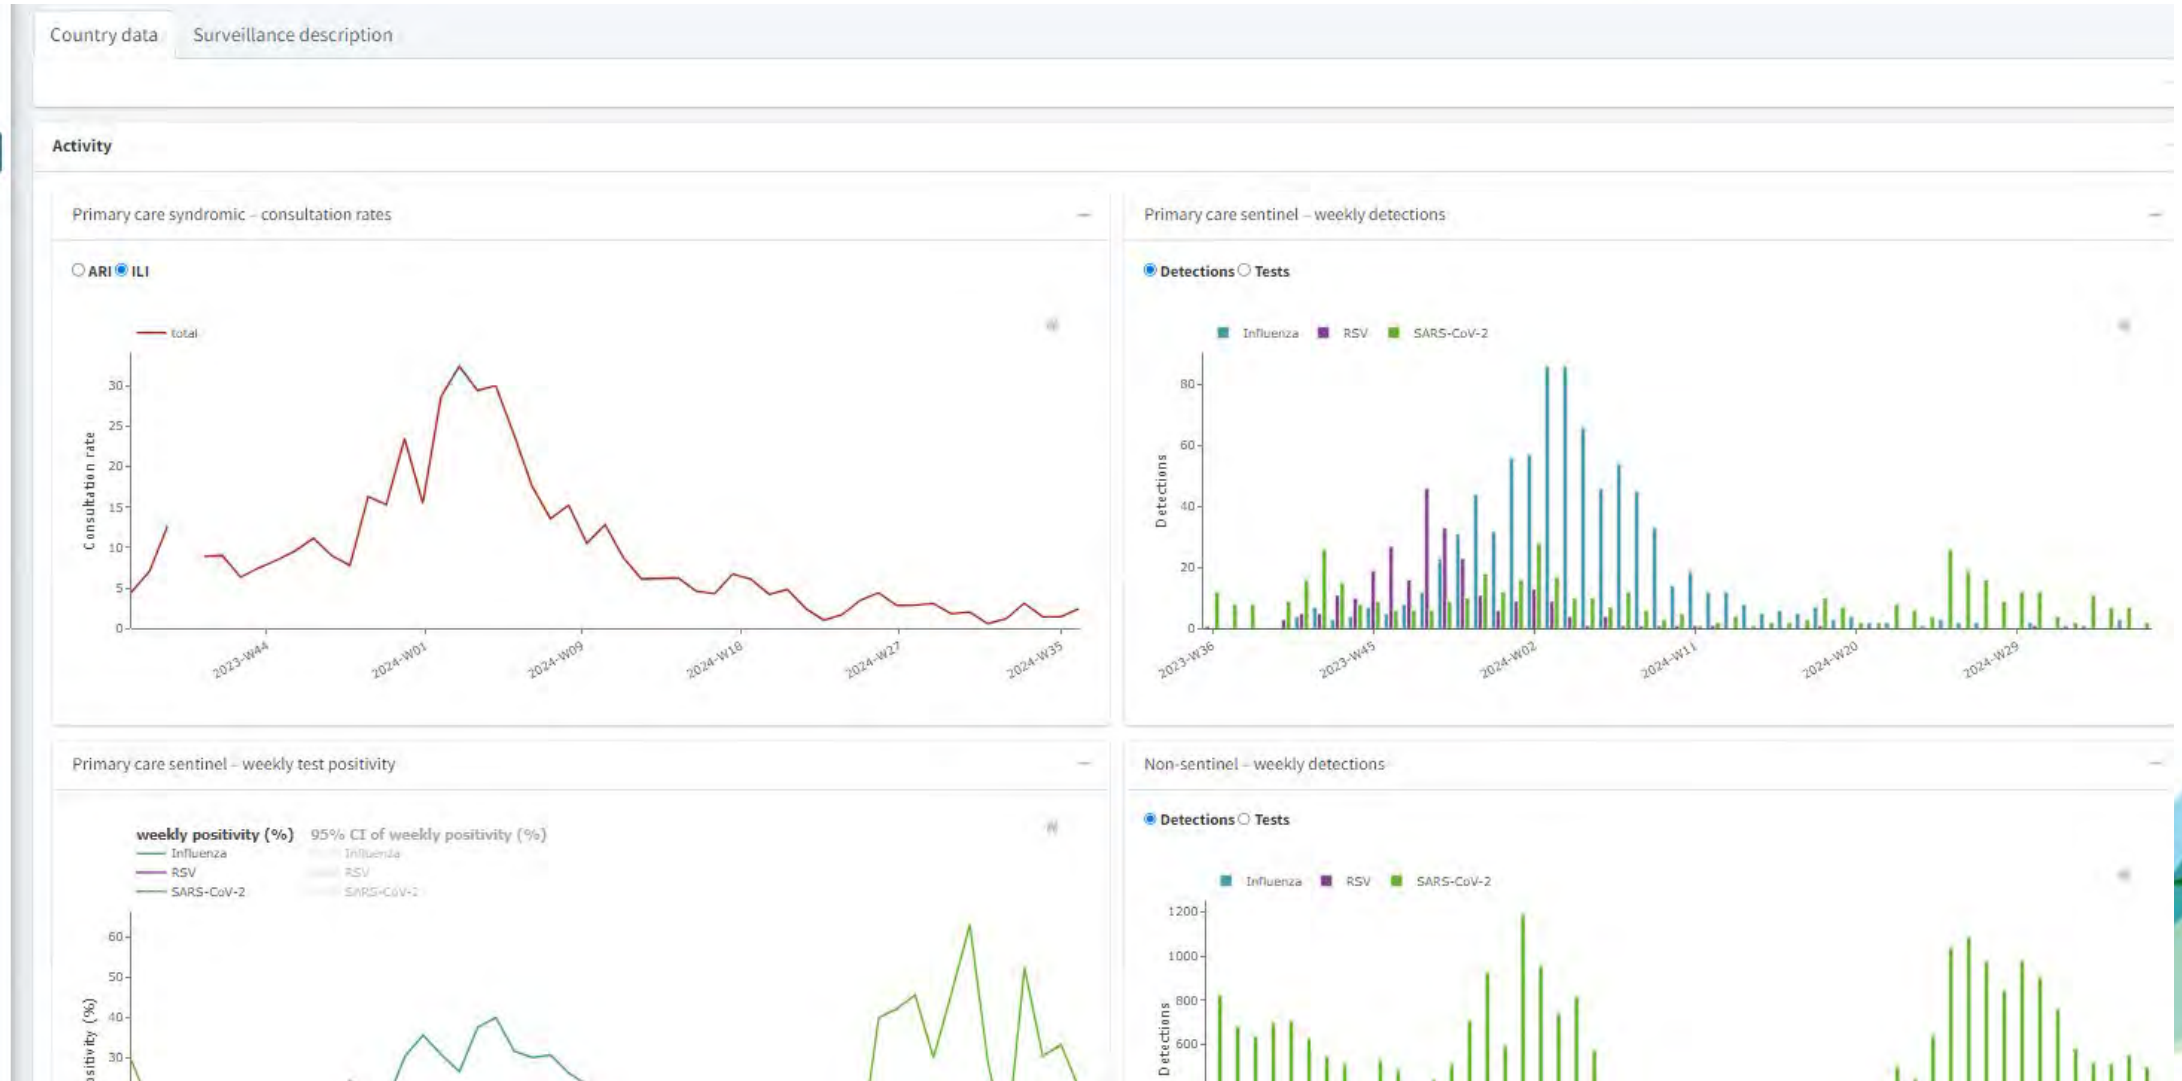 Country data Surveillance description
Activity
Primary care syndromic – consultation rates
ARI ILI
total
Consultation rate
30
25
20
15
10
5
0
2023-W44 2024-W01 2024-W09 2024-W18 2024-W27 2024-W35
Primary care sentinel – weekly detections
Detections Tests
Influenza RSV SARS-CoV-2
Detections
80
60
40
20
0
2023-W36 2023-W45 2024-W02 2024-W11 2024-W20 2024-W29
Primary care sentinel – weekly test positivity
weekly positivity (%) 95% CI of weekly positivity (%)
Influenza Influenza
RSV RSV
SARS-CoV-2 SARS-CoV-2
ositivity (%)
60
50
40
30
Non-sentinel – weekly detections
Detections Tests
Influenza RSV SARS-CoV-2
Detections
1200
1000
800
600